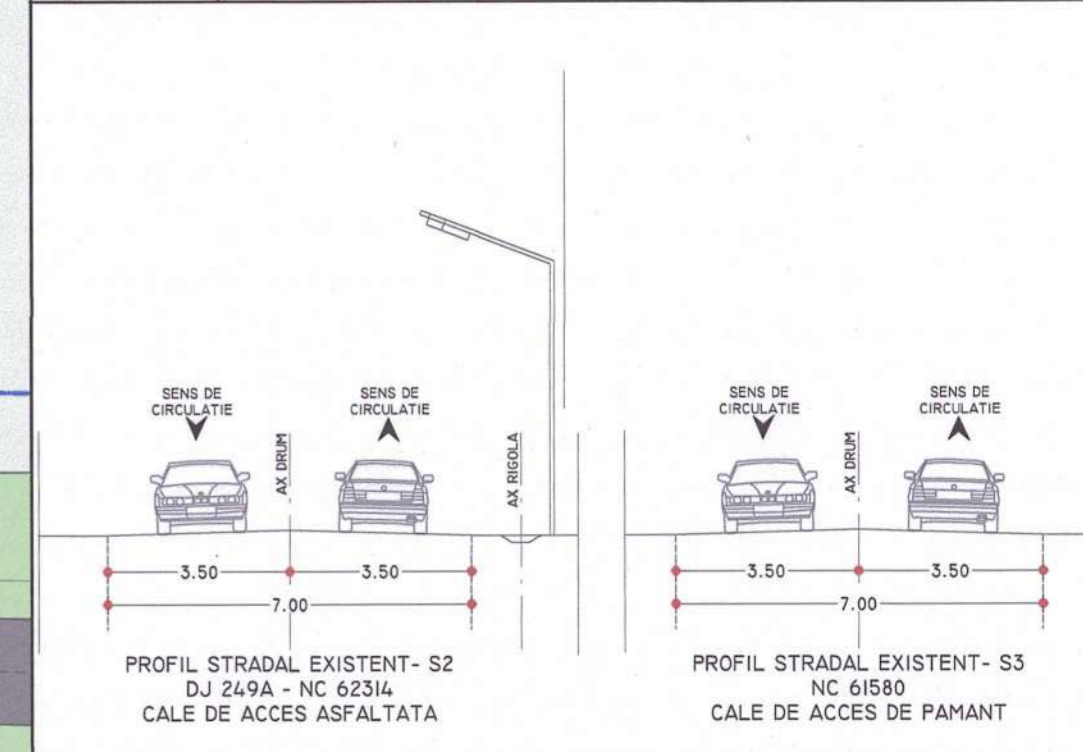 SENS DE
CIRCULATIE
SENS DE
CIRCULATIE
AX DRUM
AX RIGOLA
3.50
3.50
7.00
PROFIL STRADAL EXISTENT- S2
DJ 249A - NC 62314
CALE DE ACCES ASFALTATA
SENS DE
CIRCULATIE
SENS DE
CIRCULATIE
AX DRUM
3.50
3.50
7.00
PROFIL STRADAL EXISTENT- S3
NC 61580
CALE DE ACCES DE PAMANT